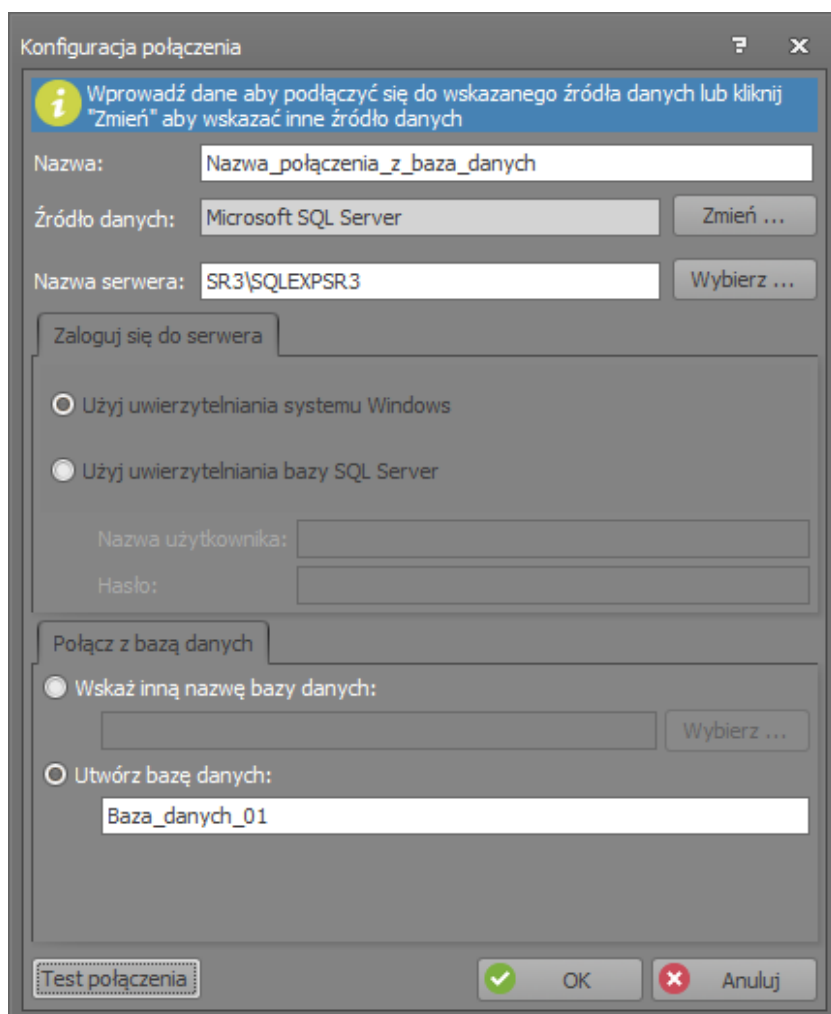 Konfiguracja połączenia
Wprowadź dane aby podłączyć się do wskazanego źródła danych lub kliknij
"Zmień" aby wskazać inne źródło danych
Nazwa: Nazwa_połączenia_z_baza_danych
Źródło danych: Microsoft SQL Server Zmień ...
Nazwa serwera: SR3\SQLEXPSR3 Wybierz ...
Zaloguj się do serwera
Użyj uwierzytelniania systemu Windows
Użyj uwierzytelniania bazy SQL Server
Nazwa użytkownika:
Hasło:
Połącz z bazą danych
Wskaż inną nazwę bazy danych:
Wybierz ...
Utwórz bazę danych:
Baza_danych_01
Test połączenia OK Anuluj